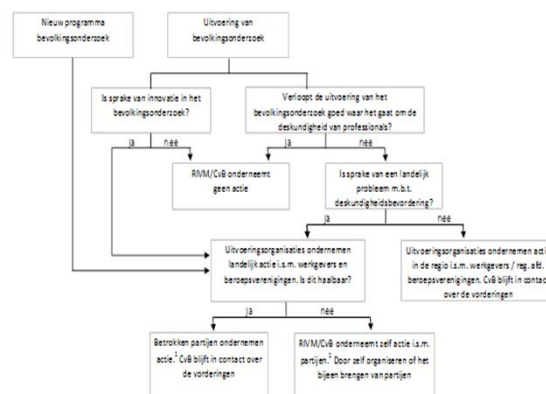 Nieuw programma
bevolkingsonderzoek
Uitvoering van
bevolkingsonderzoek
Is sprake van innovatie in het
bevolkingsonderzoek?
Verloopt de uitvoering van het
bevolkingsonderzoek goed waar het gaat om de
deskundigheid van professionals?
ja
nee
ja
nee
RIVM/CvB onderneemt
geen actie
Is sprake van een landelijk
probleem m.b.t.
deskundigheidsbevordering?
ja
nee
Uitvoeringsorganisaties ondernemen
landelijk actie i.s.m. werkgevers en
beroepsverenigingen. Is dit haalbaar?
Uitvoeringsorganisaties ondernemen acti
in de regio i.s.m. werkgevers / reg. afd.
beroepsverenigingen. CvB blijft in contact
over de vorderingen
ja
nee
Betrokken partijen ondernemen
actie.¹ CvB blijft in contact over
de vorderingen
RIVM/CvB onderneemt zelf actie i.s.m.
partijen.¹ Door zelf organiseren of het
bijeen brengen van partijen